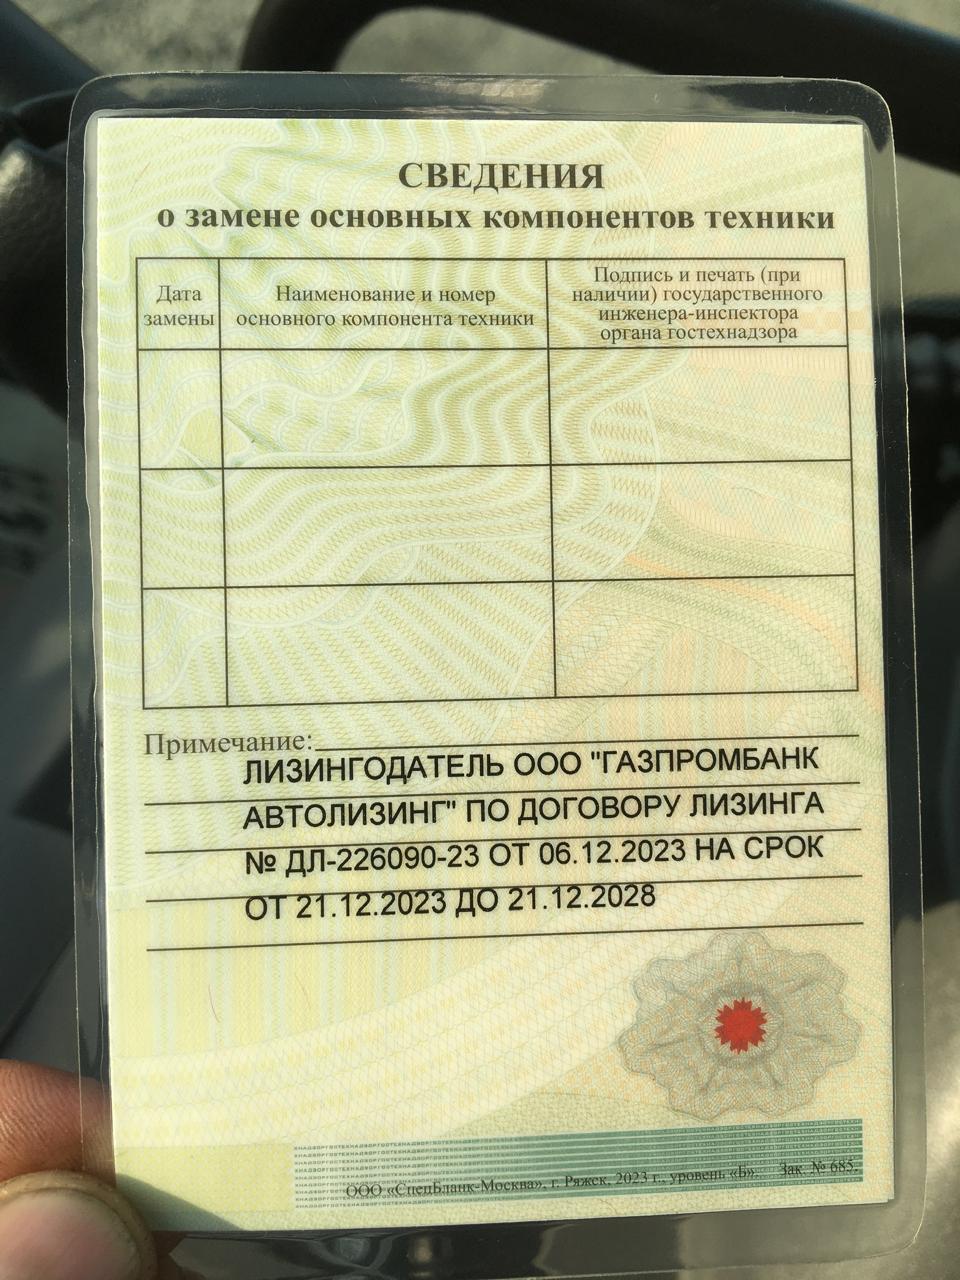 СВЕДЕНИЯ
о замене основных компонентов техники
Дата
замены
Наименование и номер
основного компонента техники
Подпись и печать (при
наличии) государственного
инженера-инспектора
органа гостехнадзора
Примечание:
ЛИЗИНГОДАТЕЛЬ ООО "ГАЗПРОМБАНК
АВТОЛИЗИНГ" ПО ДОГОВОРУ ЛИЗИНГА
№ ДЛ-226090-23 ОТ 06.12.2023 НА СРОК
ОТ 21.12.2023 ДО 21.12.2028
ООО «СпецБланк-Москва», г. Ряжск, 2023 г., уровень «Б». Зак. № 685.